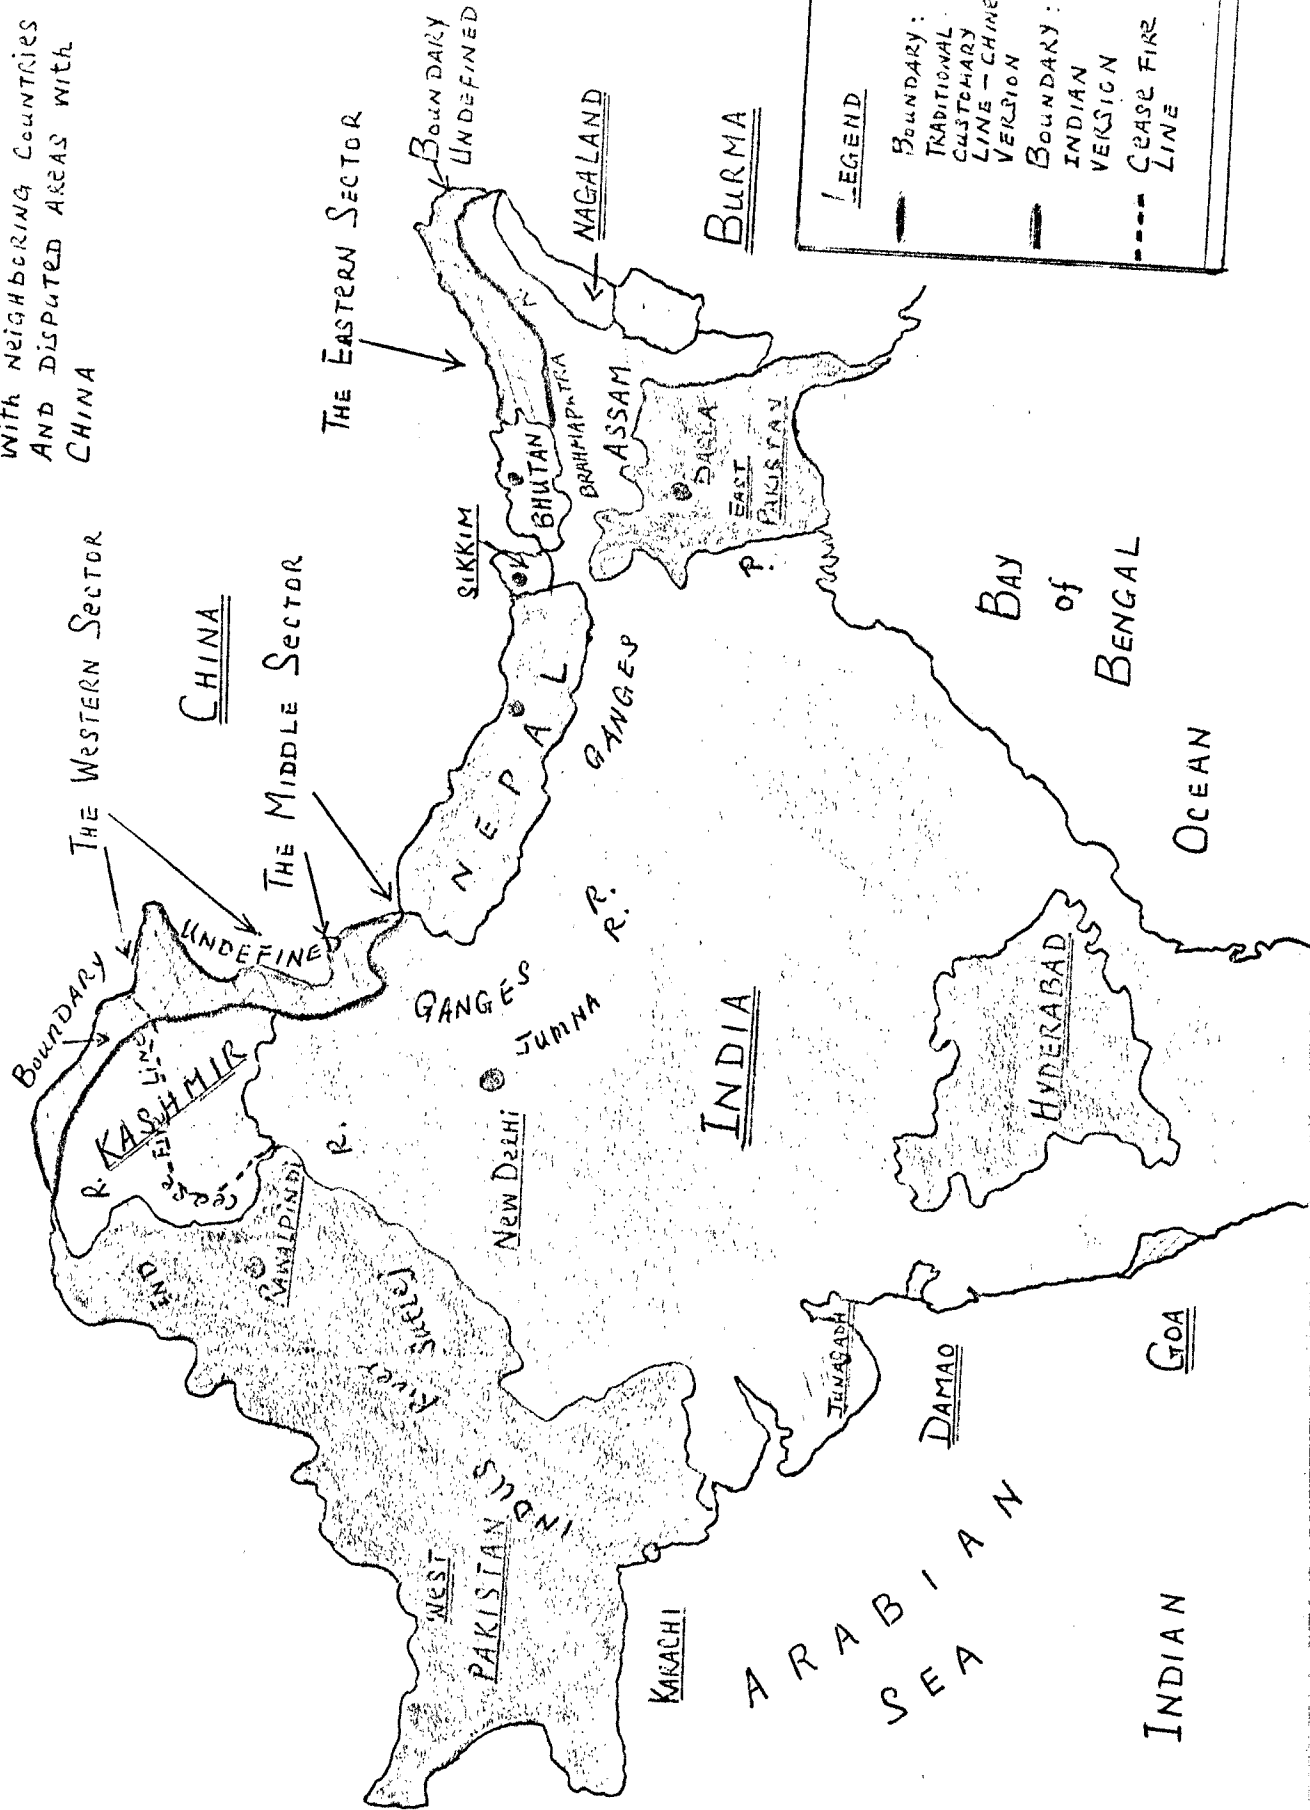 With NeighbORING COUNTRIES
AND DISPUTED AREAS With
CHINA
THE WESTERN SECTOR
CHINA
THE MIDDLE SECTOR
THE EASTERN SECTOR
BOUNDARY
UNDEFINED
BOUNDARY
UNDEFINED
SIKKIM
BHUTAN
NEPAL
BRAHMAPUTRA
R.
ASSAM
NAGALAND
BURMA
DACCA
EAST
PAKISTAN
R.
KASHMIR
Cease-Fire
Line
R.
IND
RAWALPINDI
River Sutlej
R.
GANGES
JUMNA
GANGES
R.
R.
New Delhi
INDIA
WEST
PAKISTAN
INDUS
KARACHI
JUNAGADH
DAMAO
GOA
HYDERABAD
ARABIAN
SEA
BAY
of
BENGAL
INDIAN
OCEAN
LEGEND
BOUNDARY:
TRADITIONAL
CUSTOMARY
LINE - CHINE
VERSION
BOUNDARY:
INDIAN
VERSION
CEASE FIRE
LINE